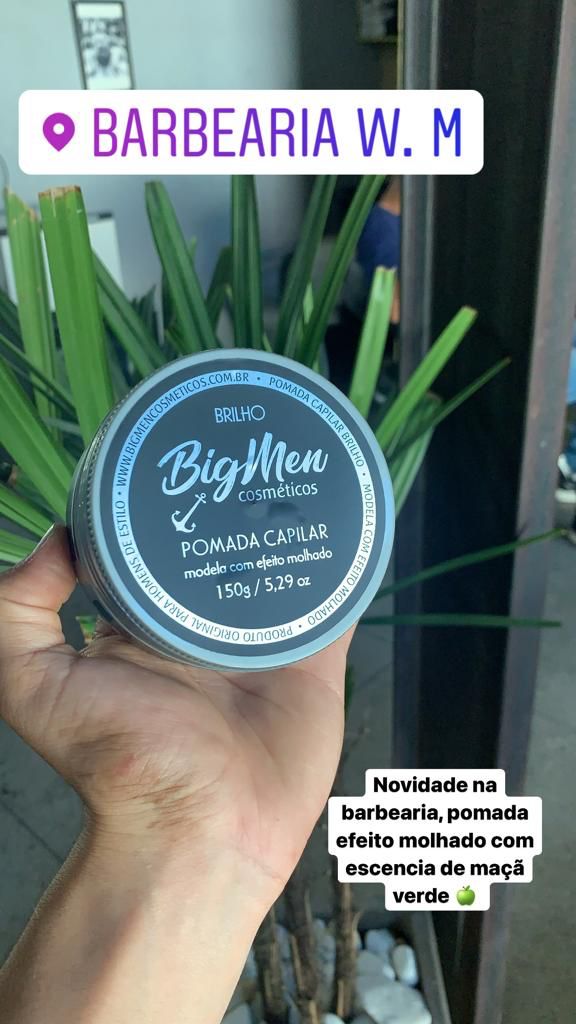 BARBEARIA W. M
WWW.BIGMENCOSMETICOS.COM.BR • POMADA CAPILAR BRILHO • MODELA COM EFEITO MOLHADO • PRODUTO ORIGINAL PARA HOMENS DE ESTILO •
BRILHO
BigMen
cosméticos
POMADA CAPILAR
modela com efeito molhado
150g / 5,29 oz
Novidade na
barbearia, pomada
efeito molhado com
escencia de maçã
verde 🍏